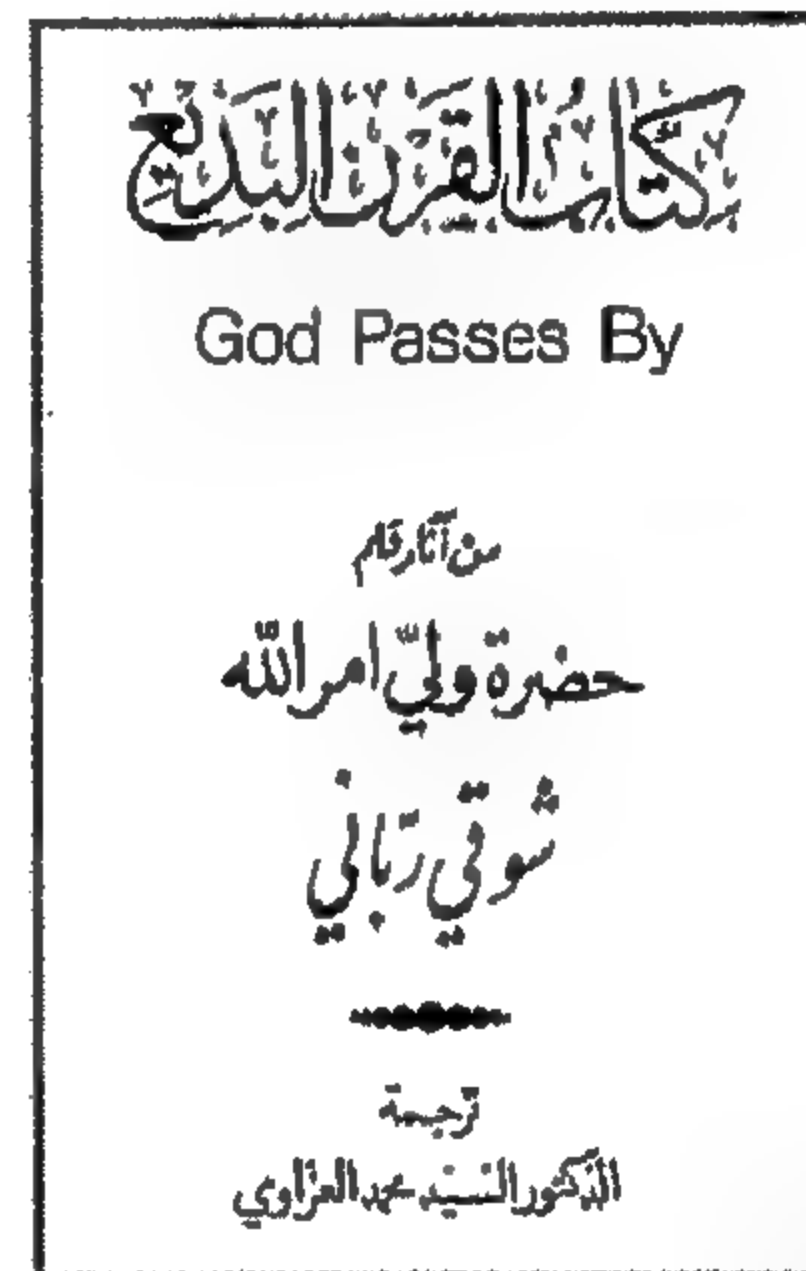 كتاب القرن البديع
God Passes By
من آثار قلم
حضرة وليّ امر الله
شوقي ربّاني
ترجمة
الدكتور السيد محمد العزاوي